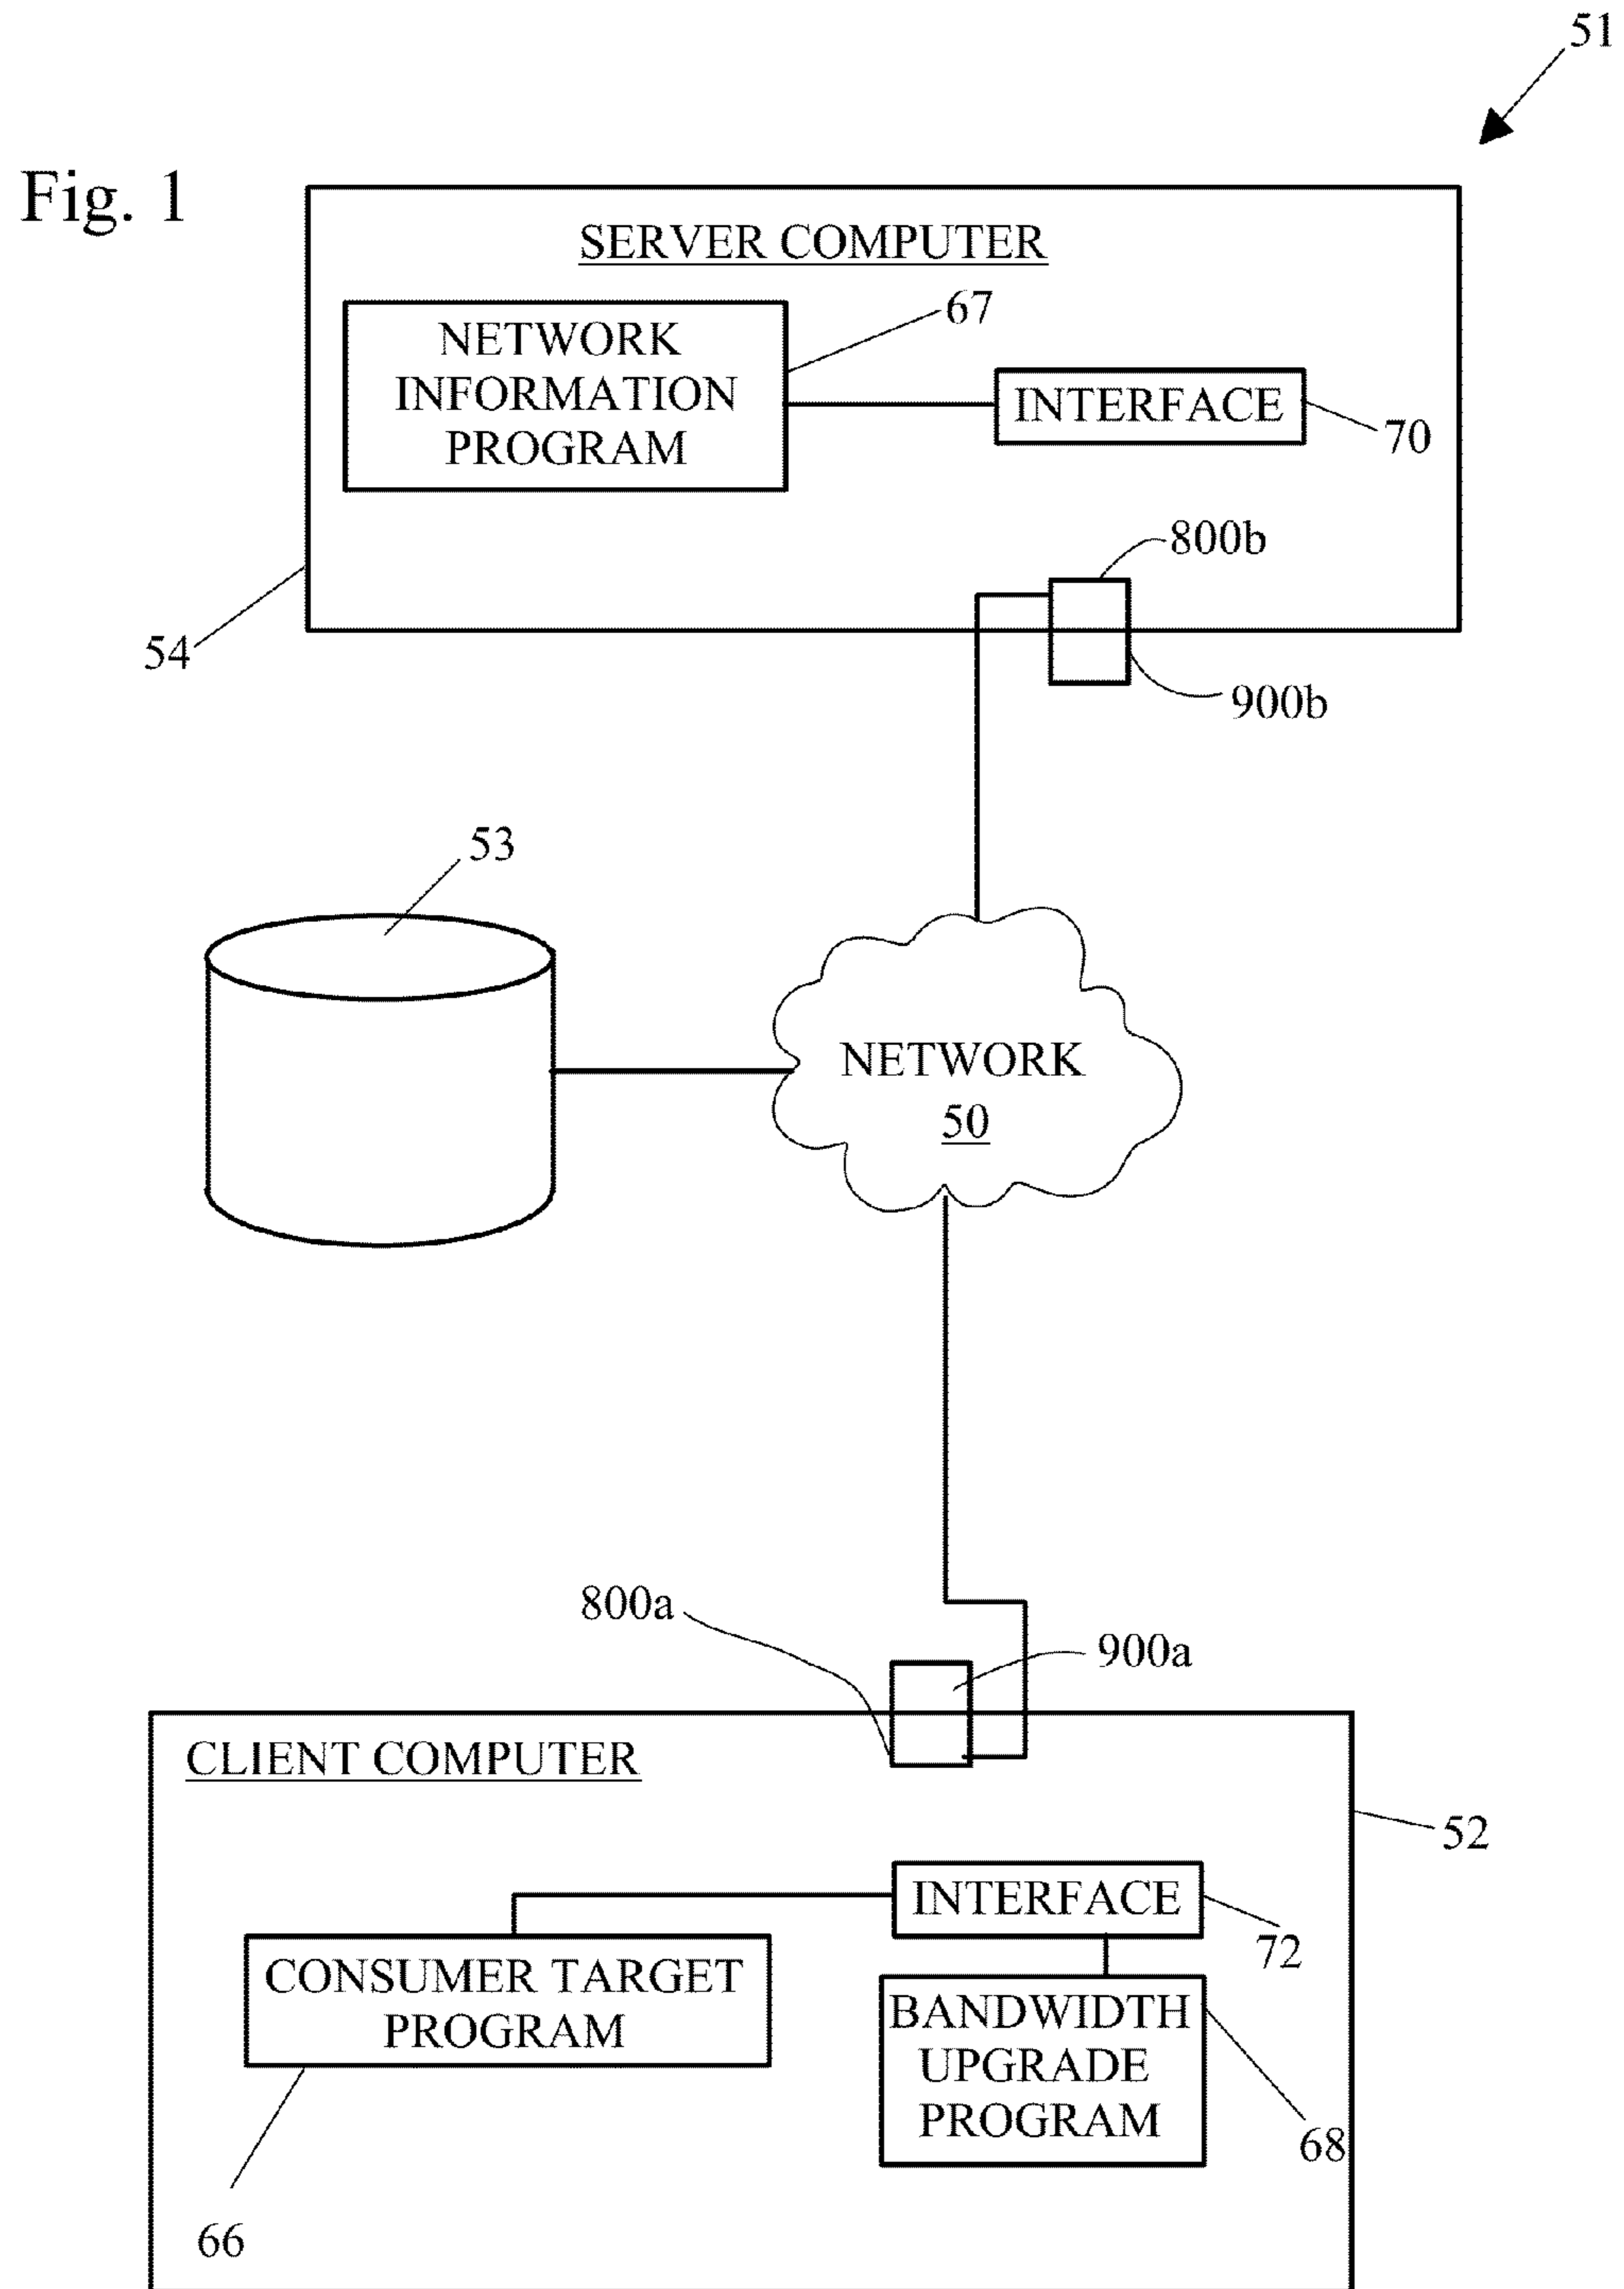 51
Fig. 1
SERVER COMPUTER
NETWORK
INFORMATION
PROGRAM
67
INTERFACE
70
800b
54
900b
53
NETWORK
50
800a
900a
CLIENT COMPUTER
52
INTERFACE
72
CONSUMER TARGET
PROGRAM
BANDWIDTH
UPGRADE
PROGRAM
68
66